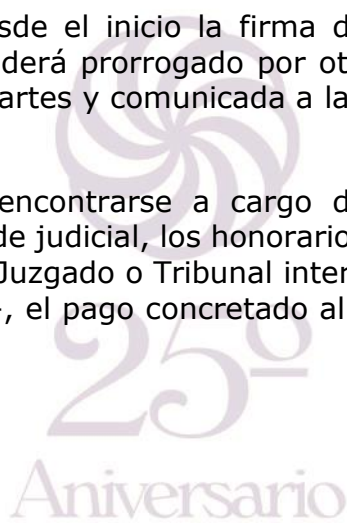 sde el inicio la firma d
derá prorrogado por ot
artes y comunicada a la
encontrarse a cargo d
de judicial, los honorario
Juzgado o Tribunal inter
, el pago concretado al
25º
Aniversario